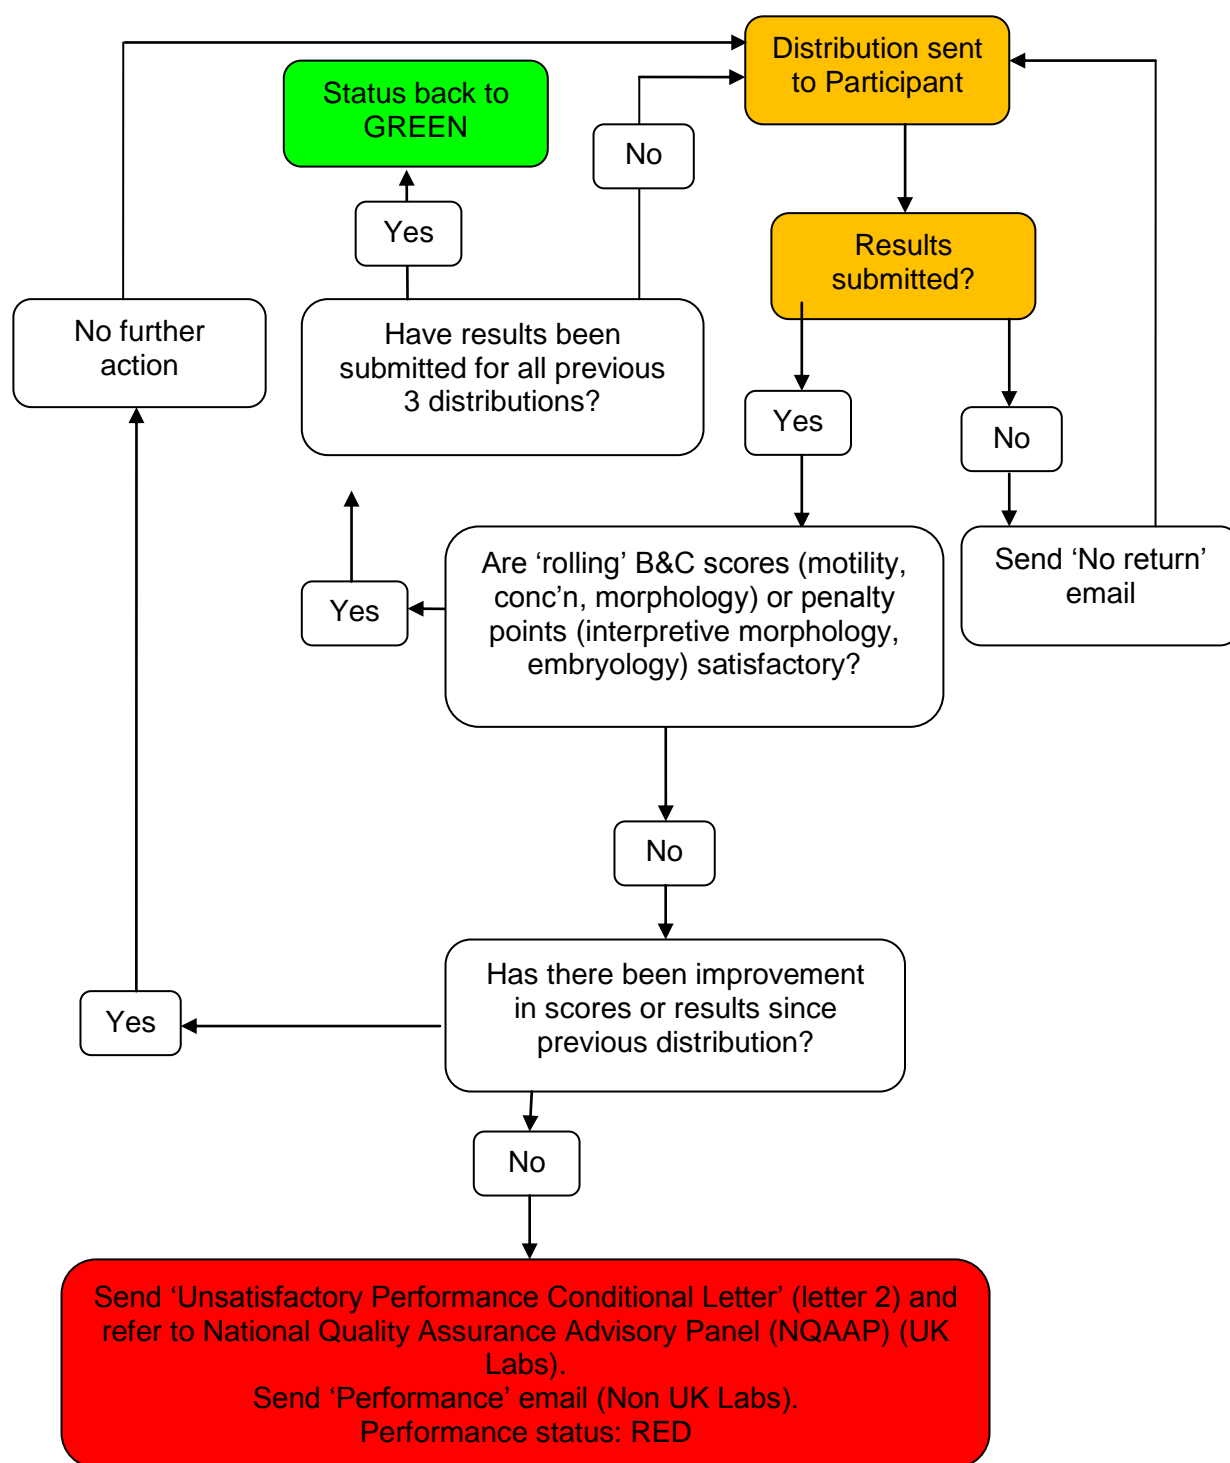 Distribution sent
to Participant
Status back to
GREEN
No
Yes
Results
submitted?
No further
action
Have results been
submitted for all previous
3 distributions?
Yes
No
Are ‘rolling’ B&C scores (motility,
conc’n, morphology) or penalty
points (interpretive morphology,
embryology) satisfactory?
Send ‘No return’
email
Yes
No
Has there been improvement
in scores or results since
previous distribution?
Yes
No
Send ‘Unsatisfactory Performance Conditional Letter’ (letter 2) and
refer to National Quality Assurance Advisory Panel (NQAAP) (UK
Labs).
Send ‘Performance’ email (Non UK Labs).
Performance status: RED